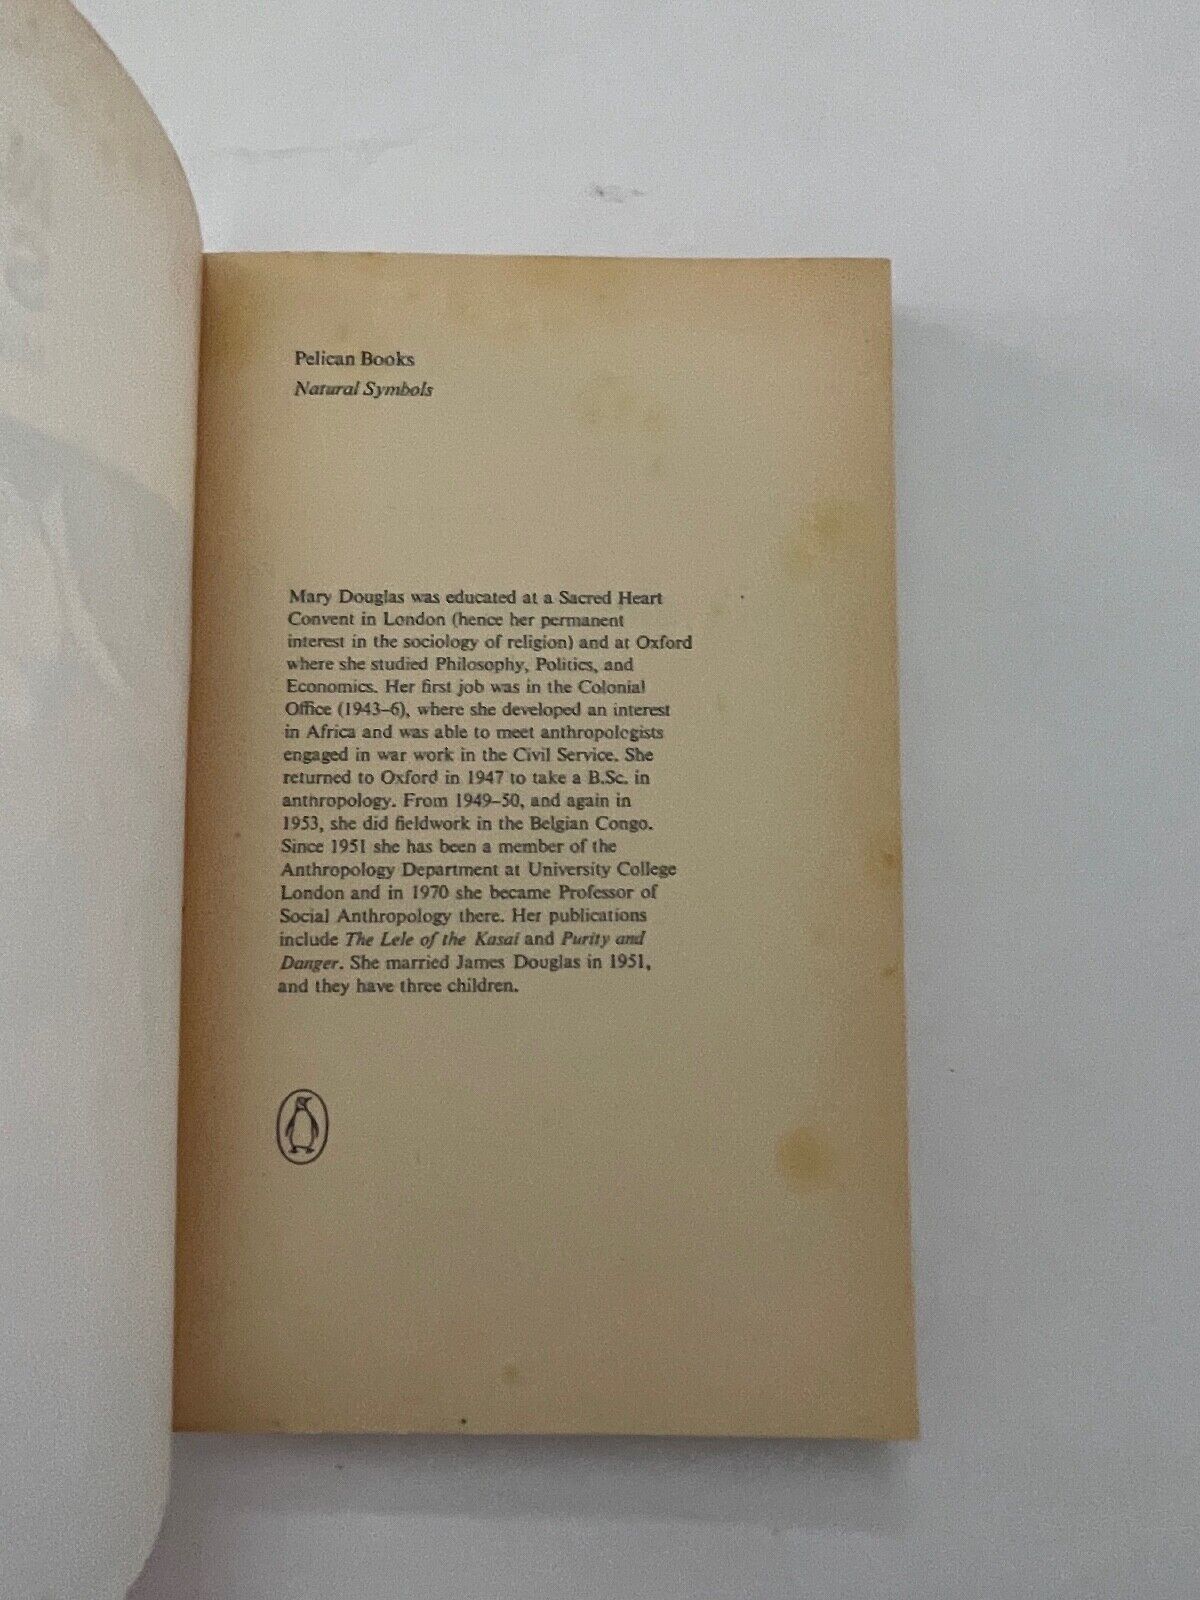 Pelican Books
Natural Symbols
Mary Douglas was educated at a Sacred Heart
Convent in London (hence her permanent
interest in the sociology of religion) and at Oxford
where she studied Philosophy, Politics, and
Economics. Her first job was in the Colonial
Office (1943–6), where she developed an interest
in Africa and was able to meet anthropologists
engaged in war work in the Civil Service. She
returned to Oxford in 1947 to take a B.Sc. in
anthropology. From 1949–50, and again in
1953, she did fieldwork in the Belgian Congo.
Since 1951 she has been a member of the
Anthropology Department at University College
London and in 1970 she became Professor of
Social Anthropology there. Her publications
include The Lele of the Kasai and Purity and
Danger. She married James Douglas in 1951,
and they have three children.